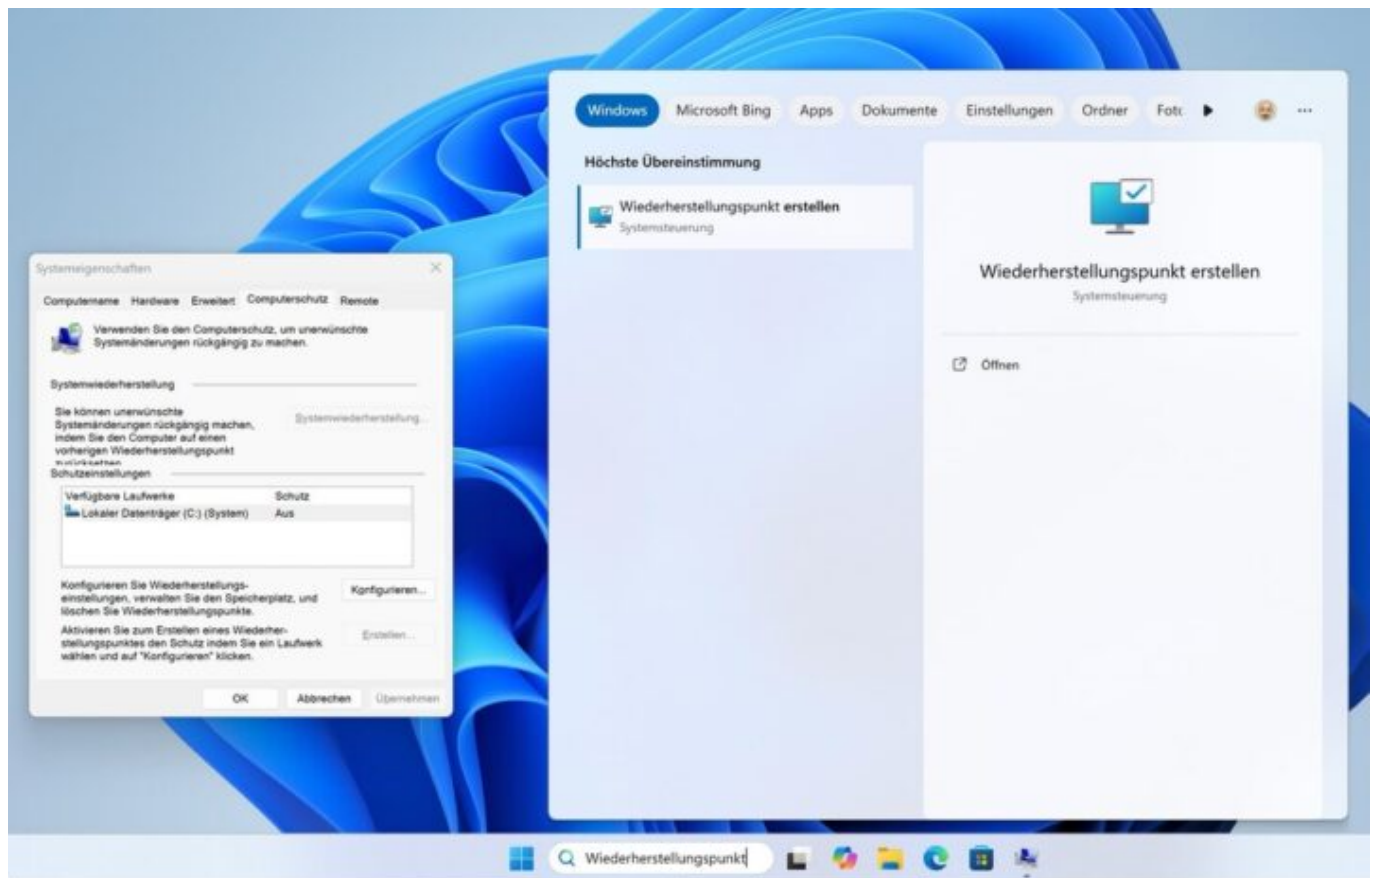 Windows Microsoft Bing Apps Dokumente Einstellungen Ordner Foto
Höchste Übereinstimmung
Wiederherstellungspunkt erstellen
Systemsteuerung
Wiederherstellungspunkt erstellen
Systemsteuerung
Öffnen
Systemeigenschaften
Computername Hardware Erweitert Computerschutz Remote
Verwenden Sie den Computerschutz, um unerwünschte
Systemänderungen rückgängig zu machen.
Systemwiederherstellung
Sie können unerwünschte
Systemänderungen rückgängig machen,
indem Sie den Computer auf einen
vorherigen Wiederherstellungspunkt
zurücksetzen
Systemwiederherstellung...
Schutzeinstellungen
Verfügbare Laufwerke Schutz
Lokaler Datenträger (C:) (System) Aus
Konfigurieren Sie Wiederherstellungs-
einstellungen, verwalten Sie den Speicherplatz, und
löschen Sie Wiederherstellungspunkte.
Konfigurieren...
Aktivieren Sie zum Erstellen eines Wiederher-
stellungspunktes den Schutz indem Sie ein Laufwerk
wählen und auf "Konfigurieren" klicken.
Erstellen...
OK Abbrechen Übernehmen
Wiederherstellungspunkt